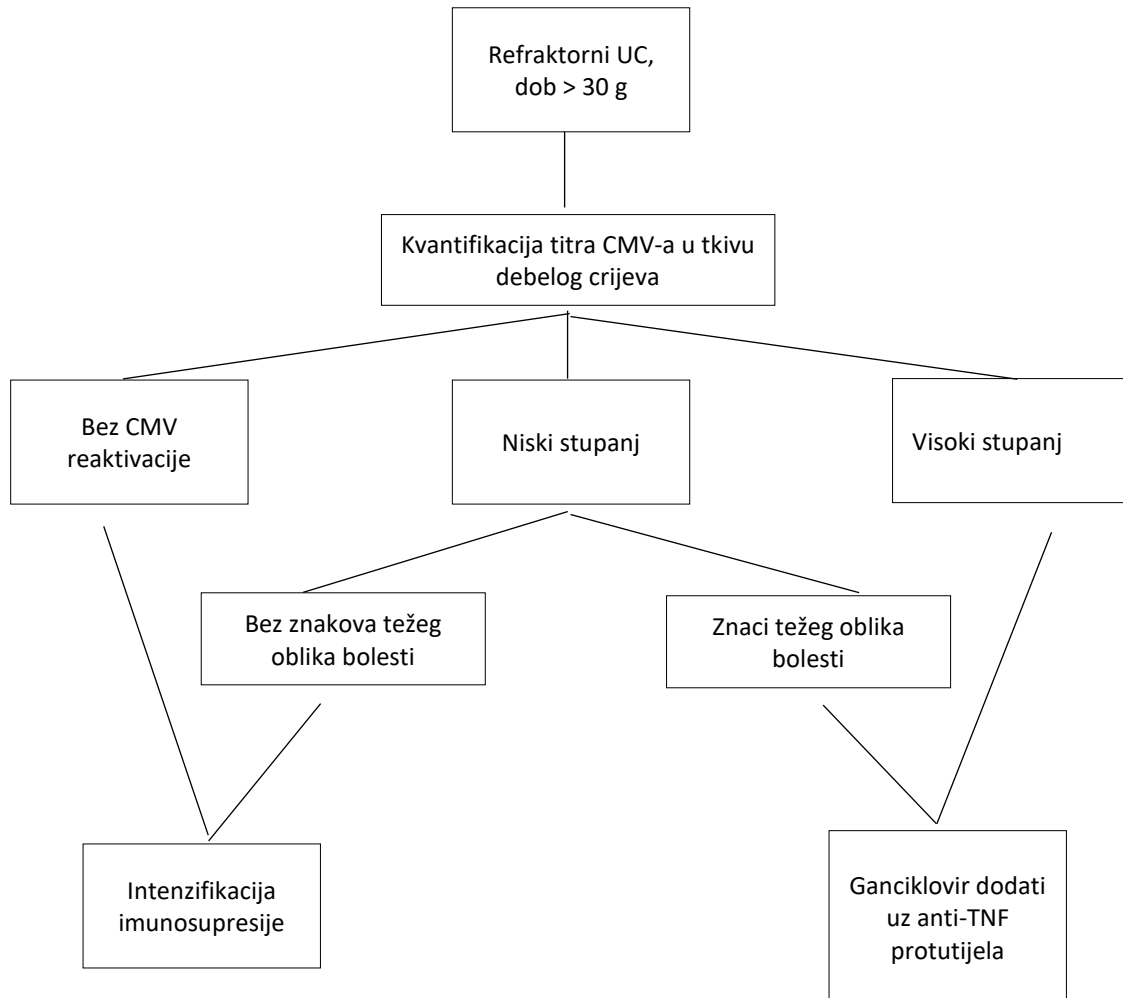 Refraktorni UC,
dob > 30 g
Kvantifikacija titra CMV-a u tkivu
debelog crijeva
Bez CMV
reaktivacije
Niski stupanj
Visoki stupanj
Bez znakova težeg
oblika bolesti
Znaci težeg oblika
bolesti
Intenzifikacija
imunosupresije
Ganciklovir dodati
uz anti-TNF
protutijela